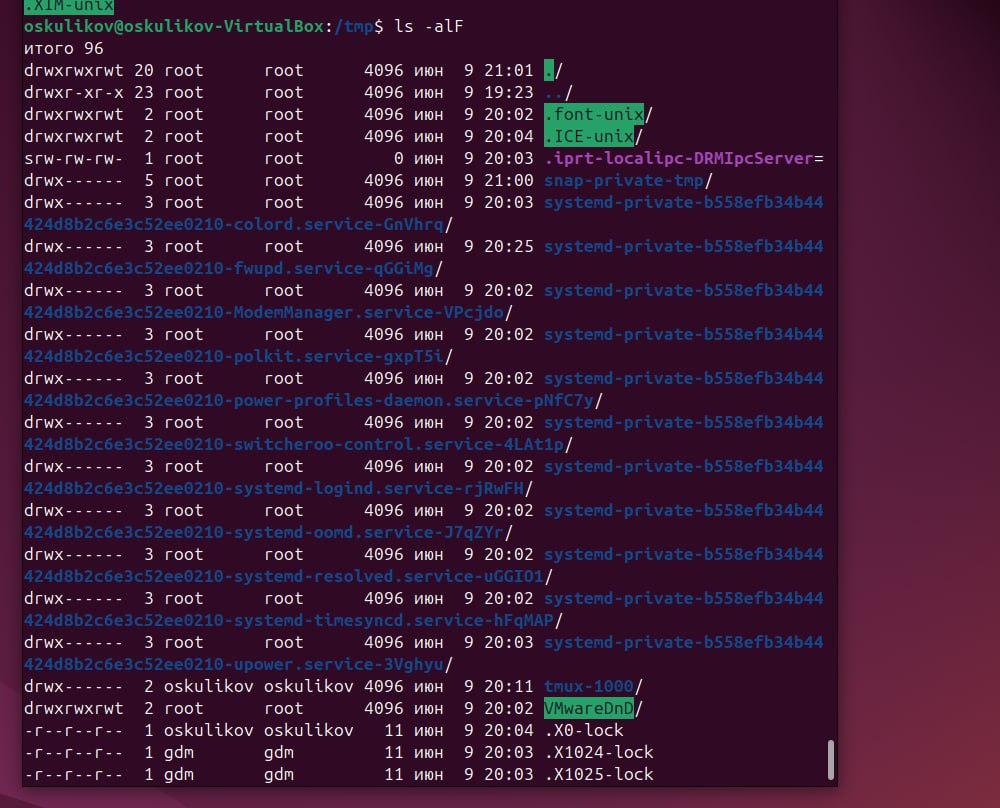 .XIM-unix
oskulikov@oskulikov-VirtualBox:/tmp$ ls -alF
итого 96
drwxrwxrwt 20 root      root      4096 июн  9 21:01 ./
drwxr-xr-x 23 root      root      4096 июн  9 19:23 ../
drwxrwxrwt  2 root      root      4096 июн  9 20:02 .font-unix/
drwxrwxrwt  2 root      root      4096 июн  9 20:04 .ICE-unix/
srw-rw-rw-  1 root      root         0 июн  9 20:03 .iprt-localipc-DRMIpcServer=
drwx------  5 root      root      4096 июн  9 21:00 snap-private-tmp/
drwx------  3 root      root      4096 июн  9 20:03 systemd-private-b558efb34b44
424d8b2c6e3c52ee0210-colord.service-GnVhrq/
drwx------  3 root      root      4096 июн  9 20:25 systemd-private-b558efb34b44
424d8b2c6e3c52ee0210-fwupd.service-qGGiMg/
drwx------  3 root      root      4096 июн  9 20:02 systemd-private-b558efb34b44
424d8b2c6e3c52ee0210-ModemManager.service-VPcjdo/
drwx------  3 root      root      4096 июн  9 20:02 systemd-private-b558efb34b44
424d8b2c6e3c52ee0210-polkit.service-gxpT5i/
drwx------  3 root      root      4096 июн  9 20:02 systemd-private-b558efb34b44
424d8b2c6e3c52ee0210-power-profiles-daemon.service-pNfC7y/
drwx------  3 root      root      4096 июн  9 20:02 systemd-private-b558efb34b44
424d8b2c6e3c52ee0210-switcheroo-control.service-4LAt1p/
drwx------  3 root      root      4096 июн  9 20:02 systemd-private-b558efb34b44
424d8b2c6e3c52ee0210-systemd-logind.service-rjRwFH/
drwx------  3 root      root      4096 июн  9 20:02 systemd-private-b558efb34b44
424d8b2c6e3c52ee0210-systemd-oomd.service-J7qZYr/
drwx------  3 root      root      4096 июн  9 20:02 systemd-private-b558efb34b44
424d8b2c6e3c52ee0210-systemd-resolved.service-uGGIO1/
drwx------  3 root      root      4096 июн  9 20:02 systemd-private-b558efb34b44
424d8b2c6e3c52ee0210-systemd-timesyncd.service-hFqMAP/
drwx------  3 root      root      4096 июн  9 20:03 systemd-private-b558efb34b44
424d8b2c6e3c52ee0210-upower.service-3Vghyu/
drwx------  2 oskulikov oskulikov 4096 июн  9 20:11 tmux-1000/
drwxrwxrwt  2 root      root      4096 июн  9 20:02 VMwareDnD/
-r--r--r--  1 oskulikov oskulikov   11 июн  9 20:04 .X0-lock
-r--r--r--  1 gdm       gdm         11 июн  9 20:03 .X1024-lock
-r--r--r--  1 gdm       gdm         11 июн  9 20:03 .X1025-lock